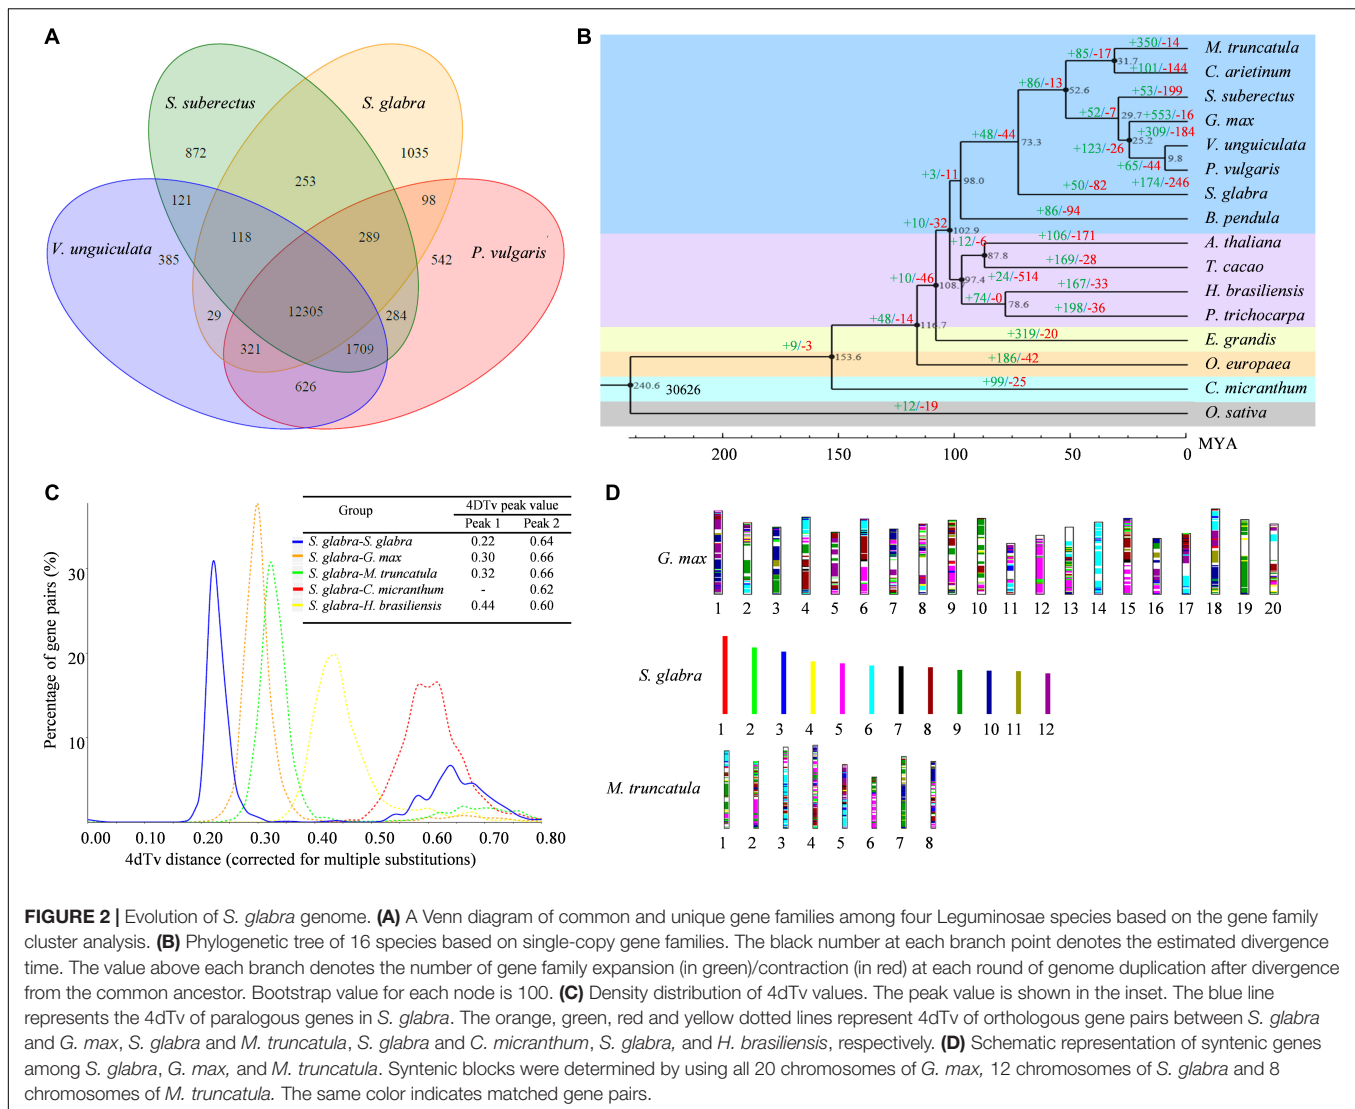 A
S. suberectus
S. glabra
872
1035
253
121
98
V. unguiculata
118
289
P. vulgaris
385
542
29
12305
284
321
1709
626
B
+350/-14
M. truncatula
+85/-17
31.7
+101/-144
C. arietinum
+86/-13
52.6
+53/-199
S. suberectus
+52/-7
29.7
+553/-16
G. max
+48/-44
73.3
+309/-184
25.2
V. unguiculata
+123/-26
9.8
+65/-44
P. vulgaris
+174/-246
+3/-11
98.0
+50/-82
S. glabra
+86/-94
B. pendula
+10/-32
102.9
+12/-6
+106/-171
A. thaliana
87.8
+169/-28
T. cacao
+10/-46
108.7
97.4
+24/-514
+167/-33
H. brasiliensis
+74/-0
78.6
+198/-36
P. trichocarpa
+48/-14
116.7
+319/-20
E. grandis
+9/-3
153.6
+186/-42
O. europaea
240.6
30626
+99/-25
C. micranthum
+12/-19
O. sativa
200 150 100 50 0 MYA
C
Group 4DTv peak value
Peak 1 Peak 2
S. glabra-S. glabra 0.22 0.64
S. glabra-G. max 0.30 0.66
S. glabra-M. truncatula 0.32 0.66
S. glabra-C. micranthum - 0.62
S. glabra-H. brasiliensis 0.44 0.60
Percentage of gene pairs (%)
30
20
10
0.00 0.10 0.20 0.30 0.40 0.50 0.60 0.70 0.80
4dTv distance (corrected for multiple substitutions)
D
G. max
1 2 3 4 5 6 7 8 9 10 11 12 13 14 15 16 17 18 19 20
S. glabra
1 2 3 4 5 6 7 8 9 10 11 12
M. truncatula
1 2 3 4 5 6 7 8
FIGURE 2 | Evolution of S. glabra genome. (A) A Venn diagram of common and unique gene families among four Leguminosae species based on the gene family
cluster analysis. (B) Phylogenetic tree of 16 species based on single-copy gene families. The black number at each branch point denotes the estimated divergence
time. The value above each branch denotes the number of gene family expansion (in green)/contraction (in red) at each round of genome duplication after divergence
from the common ancestor. Bootstrap value for each node is 100. (C) Density distribution of 4dTv values. The peak value is shown in the inset. The blue line
represents the 4dTv of paralogous genes in S. glabra. The orange, green, red and yellow dotted lines represent 4dTv of orthologous gene pairs between S. glabra
and G. max, S. glabra and M. truncatula, S. glabra and C. micranthum, S. glabra, and H. brasiliensis, respectively. (D) Schematic representation of syntenic genes
among S. glabra, G. max, and M. truncatula. Syntenic blocks were determined by using all 20 chromosomes of G. max, 12 chromosomes of S. glabra and 8
chromosomes of M. truncatula. The same color indicates matched gene pairs.